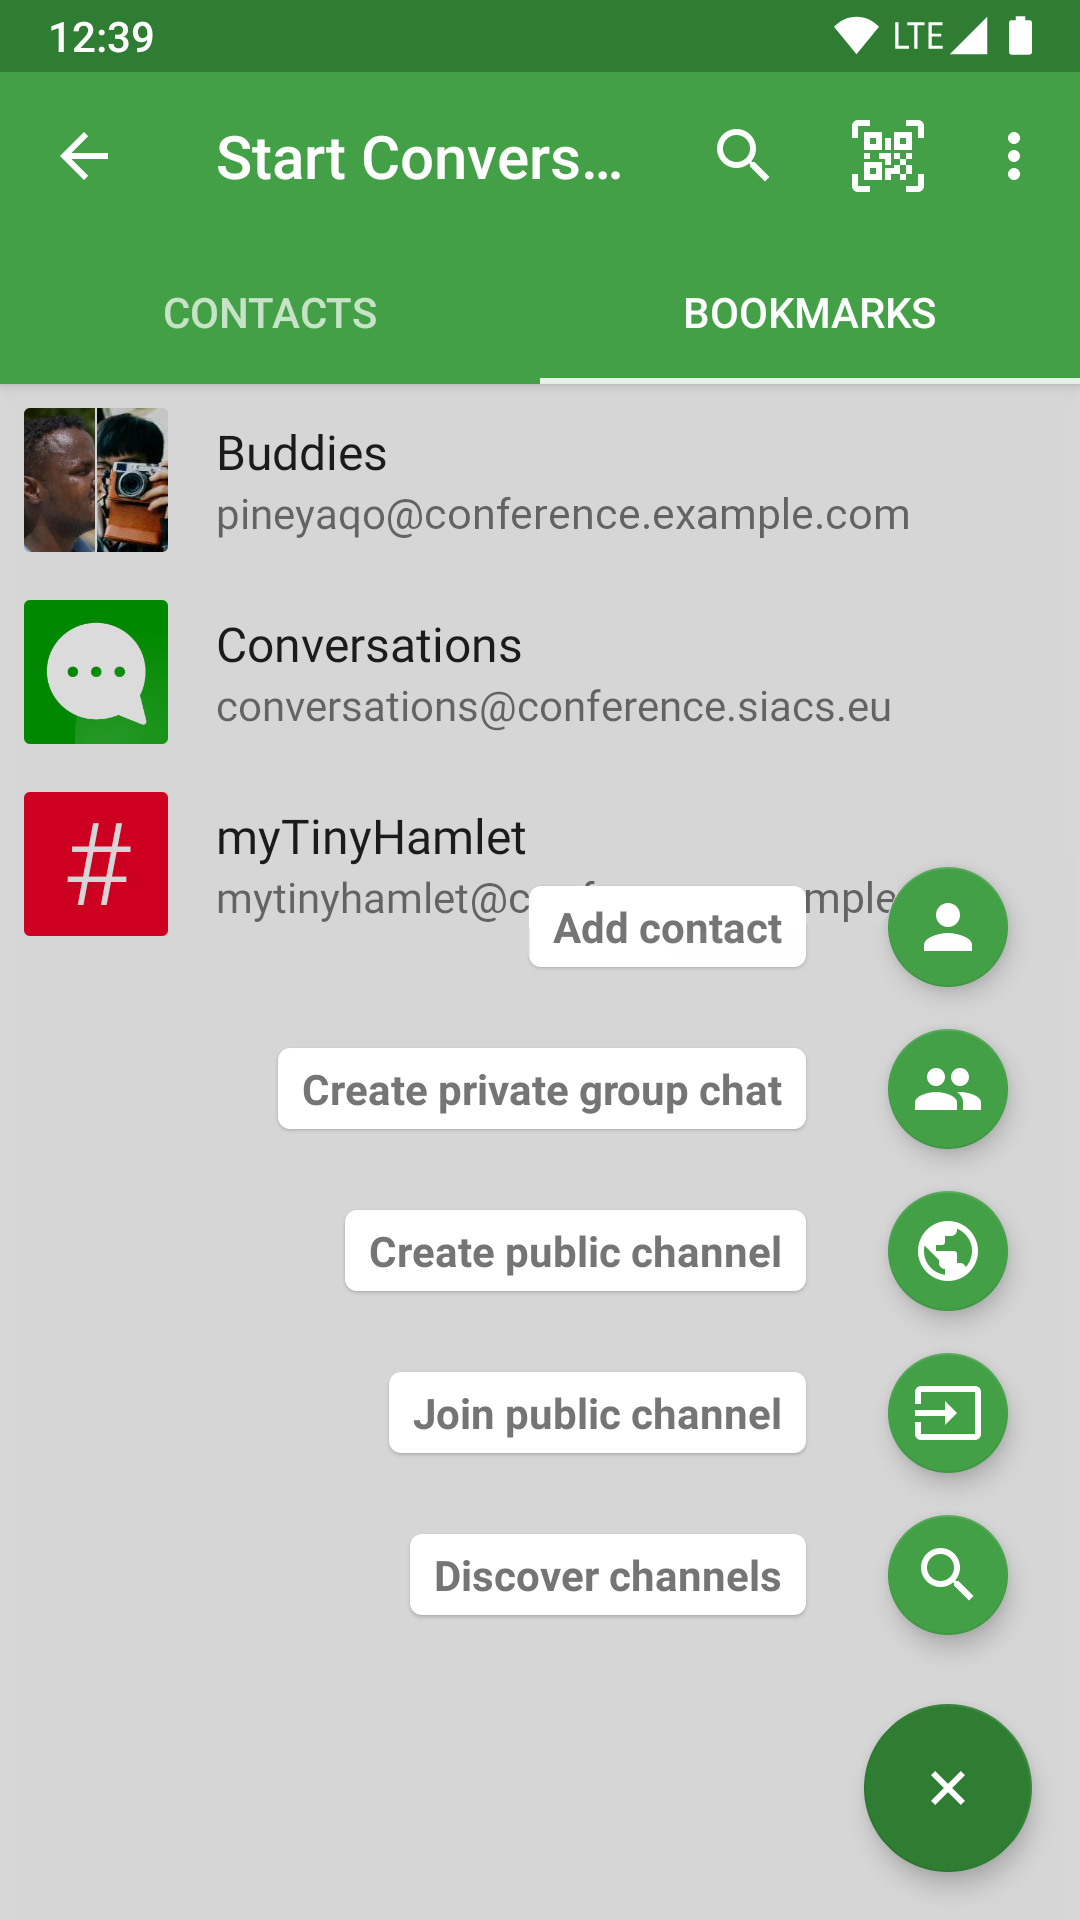 12:39
LTE
Start Convers...
CONTACTS
BOOKMARKS
Buddies
pineyaqo@conference.example.com
Conversations
conversations@conference.siacs.eu
#
myTinyHamlet
mytinyhamlet@c mple
Add contact
Create private group chat
Create public channel
Join public channel
Discover channels